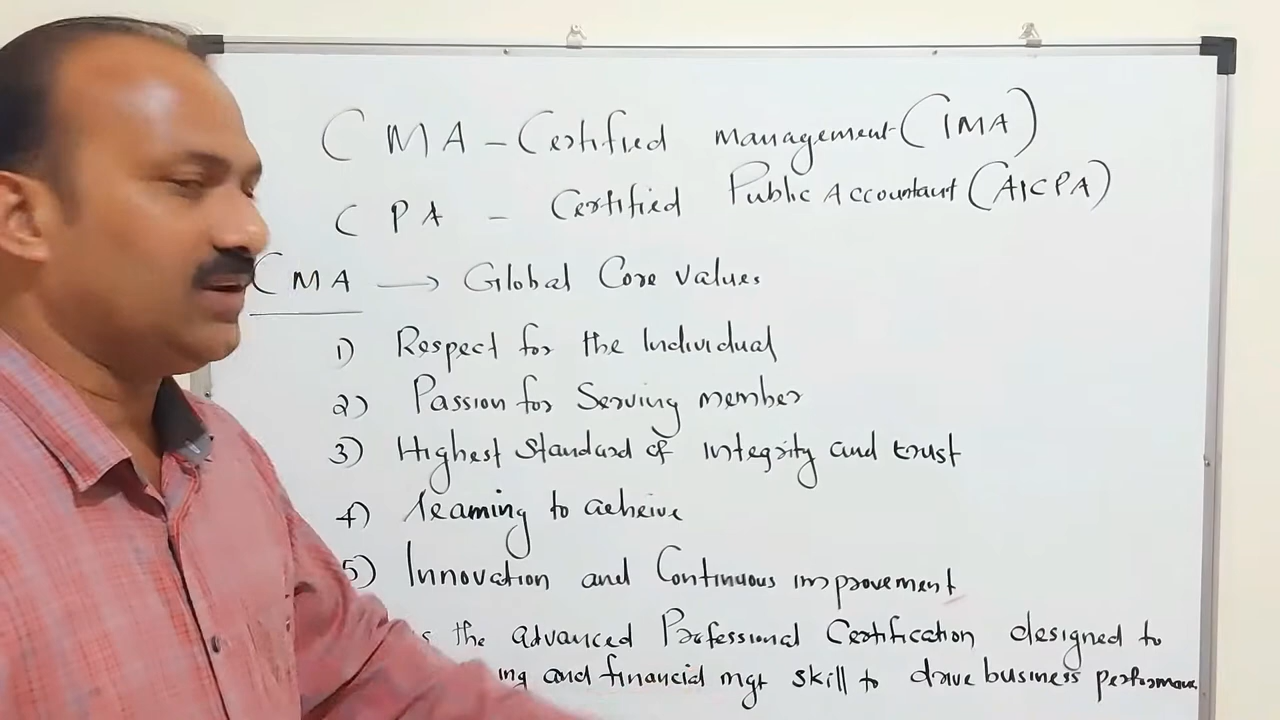 CMA - Certified management (IMA)
CPA - Certified Public Accountant (AICPA)
CMA → Global Core values
1) Respect for the Individual
2) Passion for Serving member
3) Highest Standard of integrity and trust
4) Teaming to acheive
5) Innovation and Continuous improvement
the advanced Professional Certification designed to
ing and financial mgt skill to drive business performance